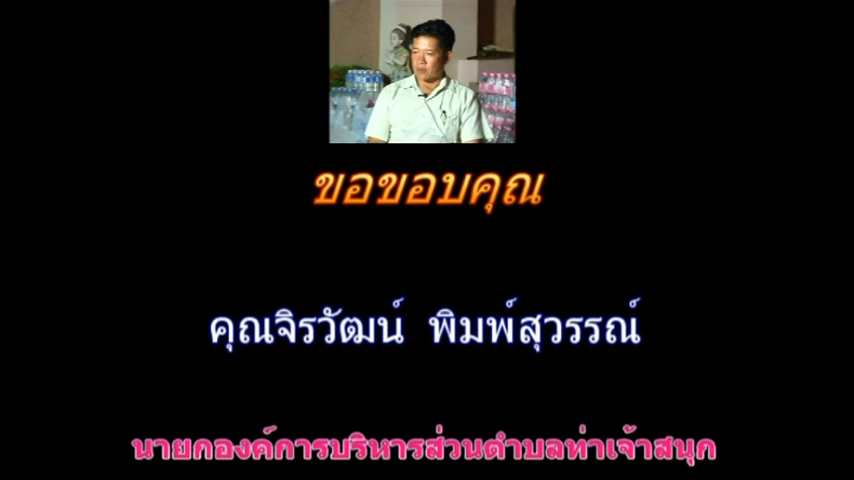 ขอขอบคุณ
คุณจิรวัฒน์ พิมพ์สุวรรณ์
นายกองค์การบริหารส่วนตำบลท่าเจ้าสนุก